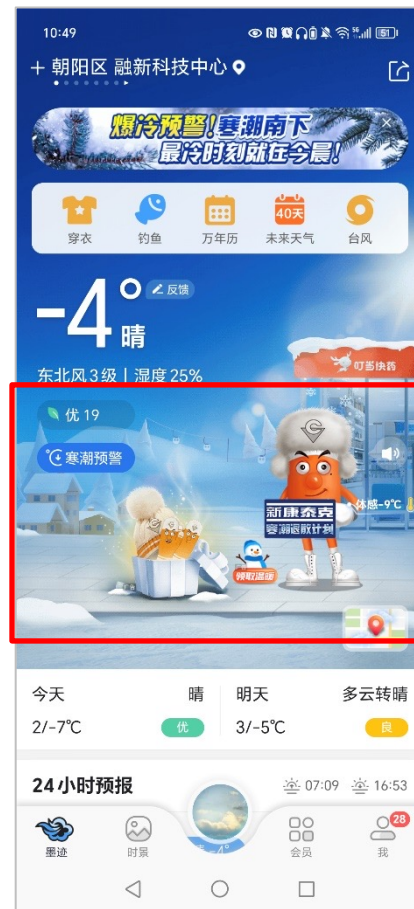 10:49
51
朝阳区 融新科技中心
爆冷预警!寒潮南下
最冷时刻就在今晨!
40天
穿衣 钓鱼 万年历 未来天气 台风
-4° 反馈
晴
叮当快药
东北风3级 | 湿度25%
优 19
寒潮预警
体感-9℃
新康泰克
寒潮退散计划
领取温暖
今天 晴 明天 多云转晴
2/-7℃ 优 3/-5℃ 良
24小时预报 07:09 16:53
28
墨迹 时景 会员 我